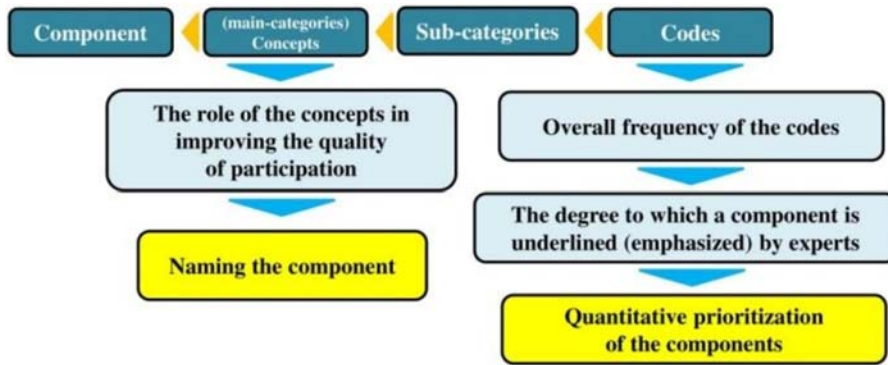 Component
(main-categories)
Concepts
Sub-categories
Codes
The role of the concepts in
improving the quality
of participation
Naming the component
Overall frequency of the codes
The degree to which a component is
underlined (emphasized) by experts
Quantitative prioritization
of the components